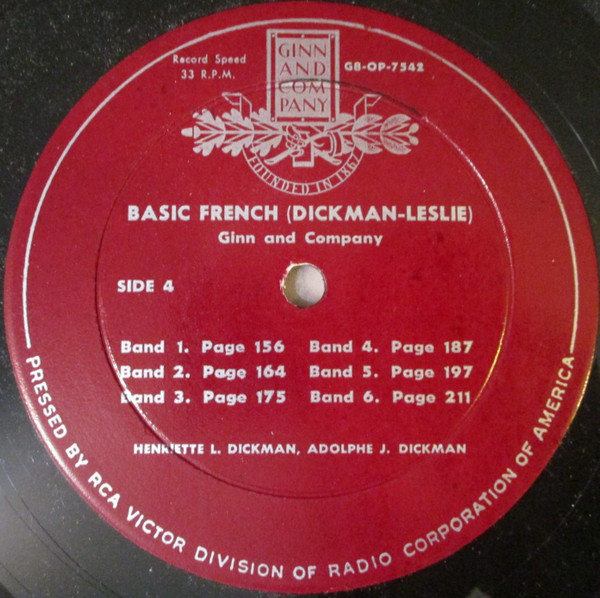 Record Speed
33 R.P.M.
GINN
AND
COM
PANY
G8-OP-7542
FOUNDED IN 1867
BASIC FRENCH (DICKMAN-LESLIE)
Ginn and Company
SIDE 4
Band 1. Page 156 Band 4. Page 187
Band 2. Page 164 Band 5. Page 197
Band 3. Page 175 Band 6. Page 211
HENRIETTE L. DICKMAN, ADOLPHE J. DICKMAN
PRESSED BY RCA VICTOR DIVISION OF RADIO CORPORATION OF AMERICA